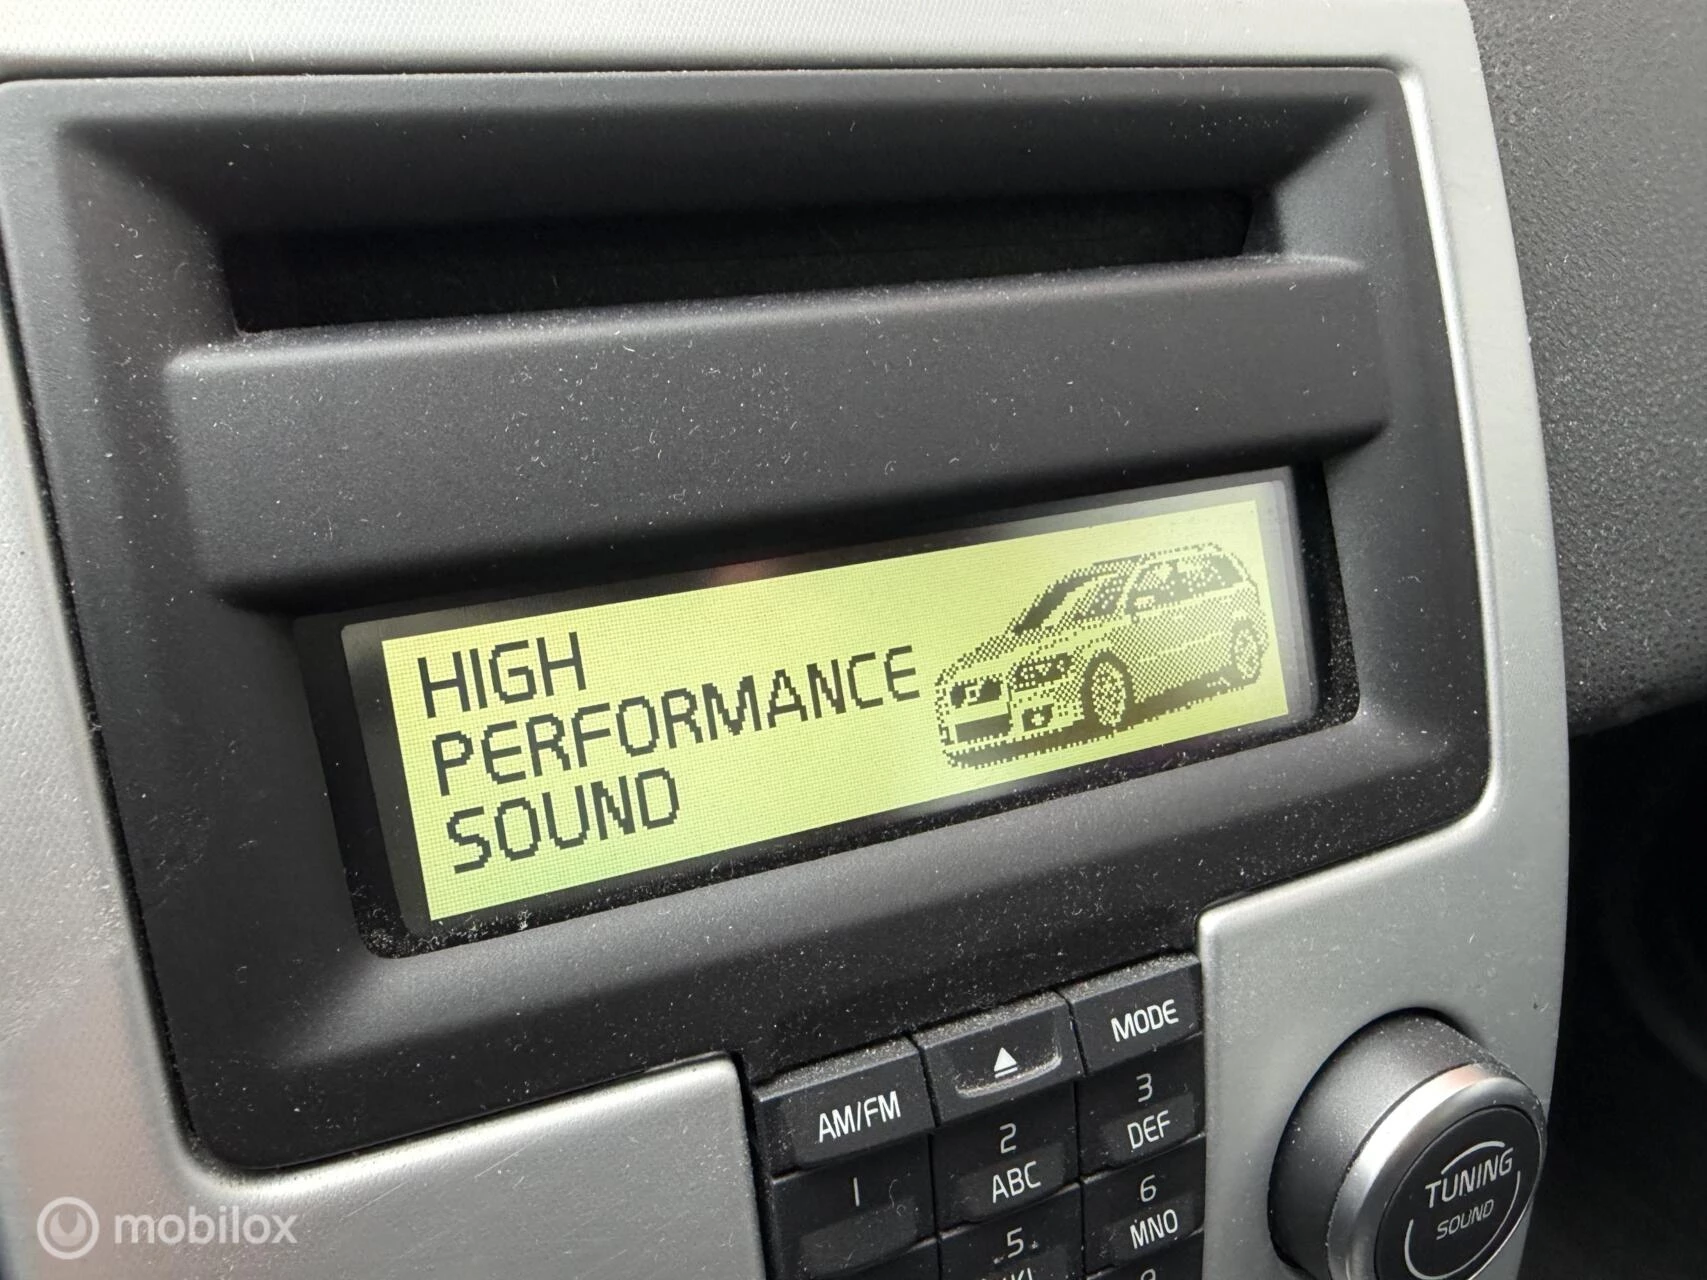 HIGH
PERFORMANCE
SOUND
MODE
AM/FM
3
DEF
2
ABC
1
6
MNO
5
TUNING
SOUND
mobilox